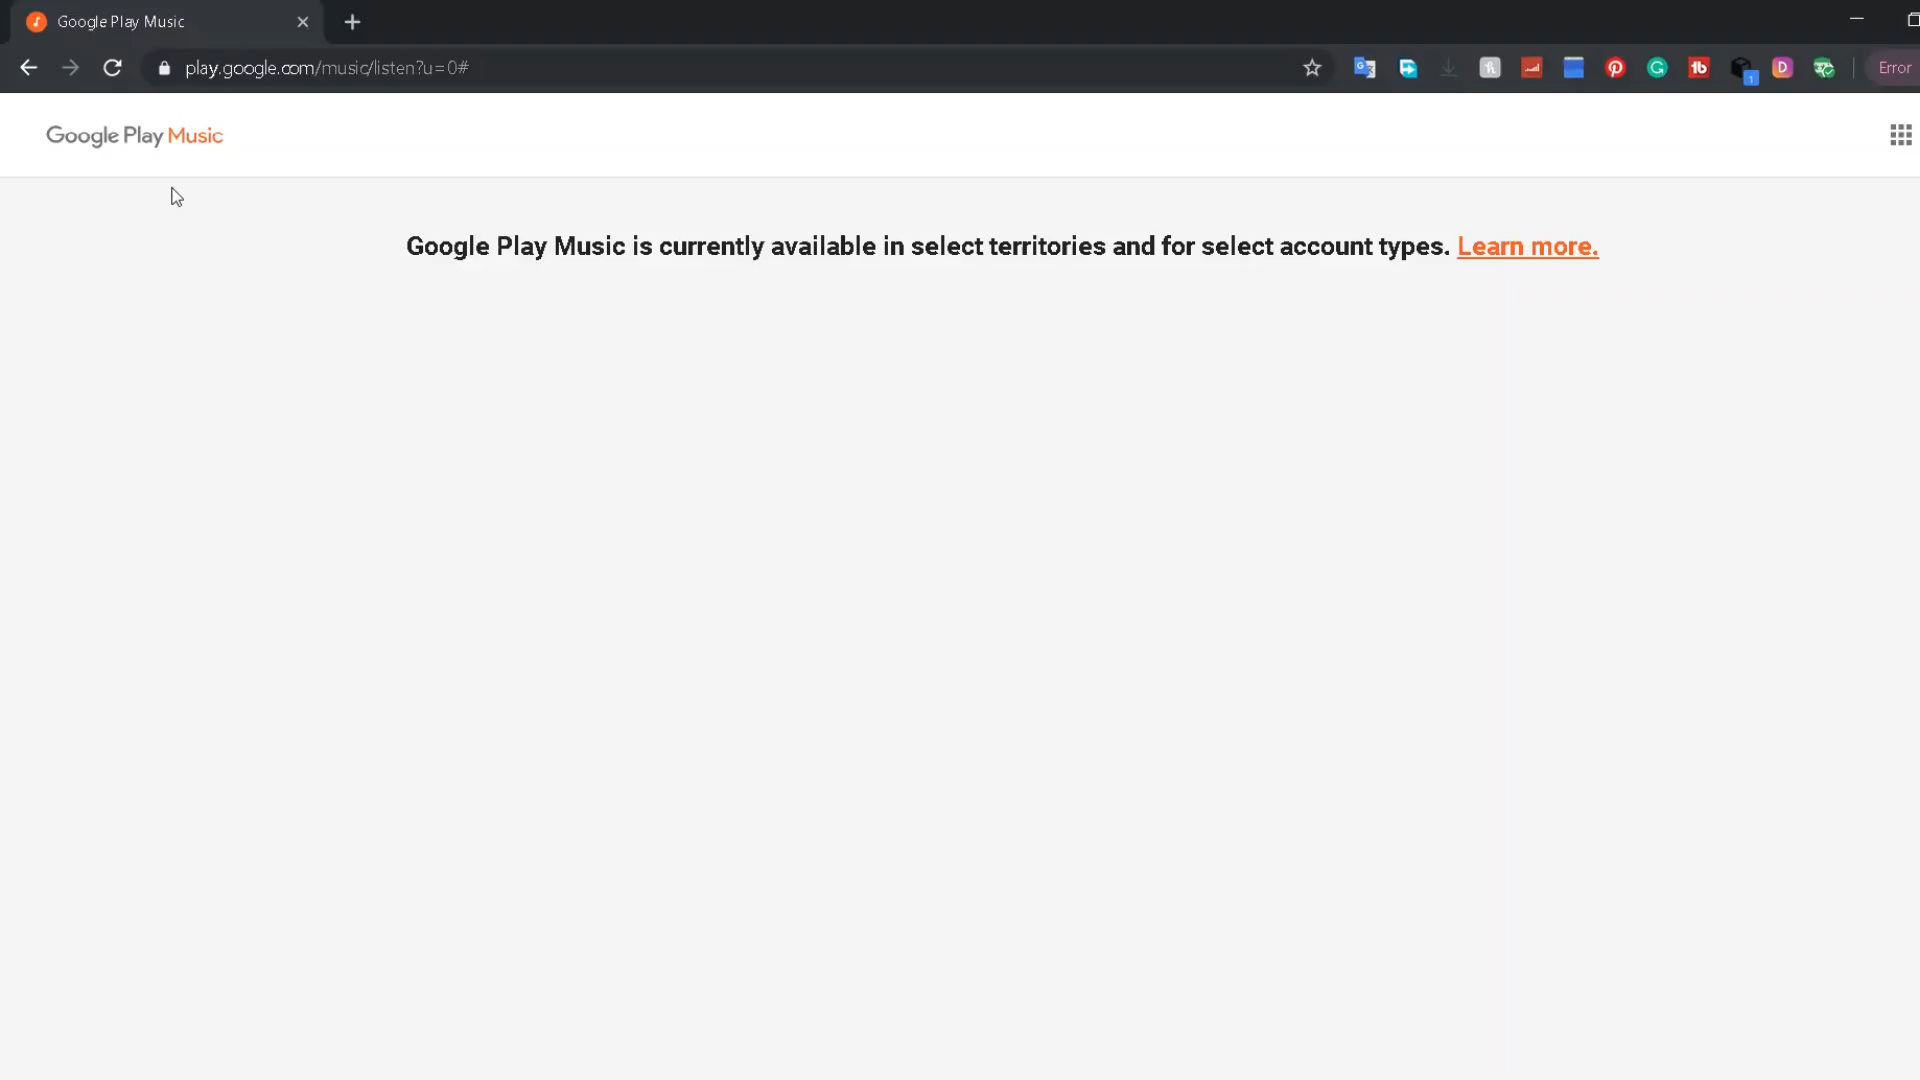 Google Play Music
play.google.com/music/listen?u=0#
1
Error
Google Play Music
Google Play Music is currently available in select territories and for select account types. Learn more.